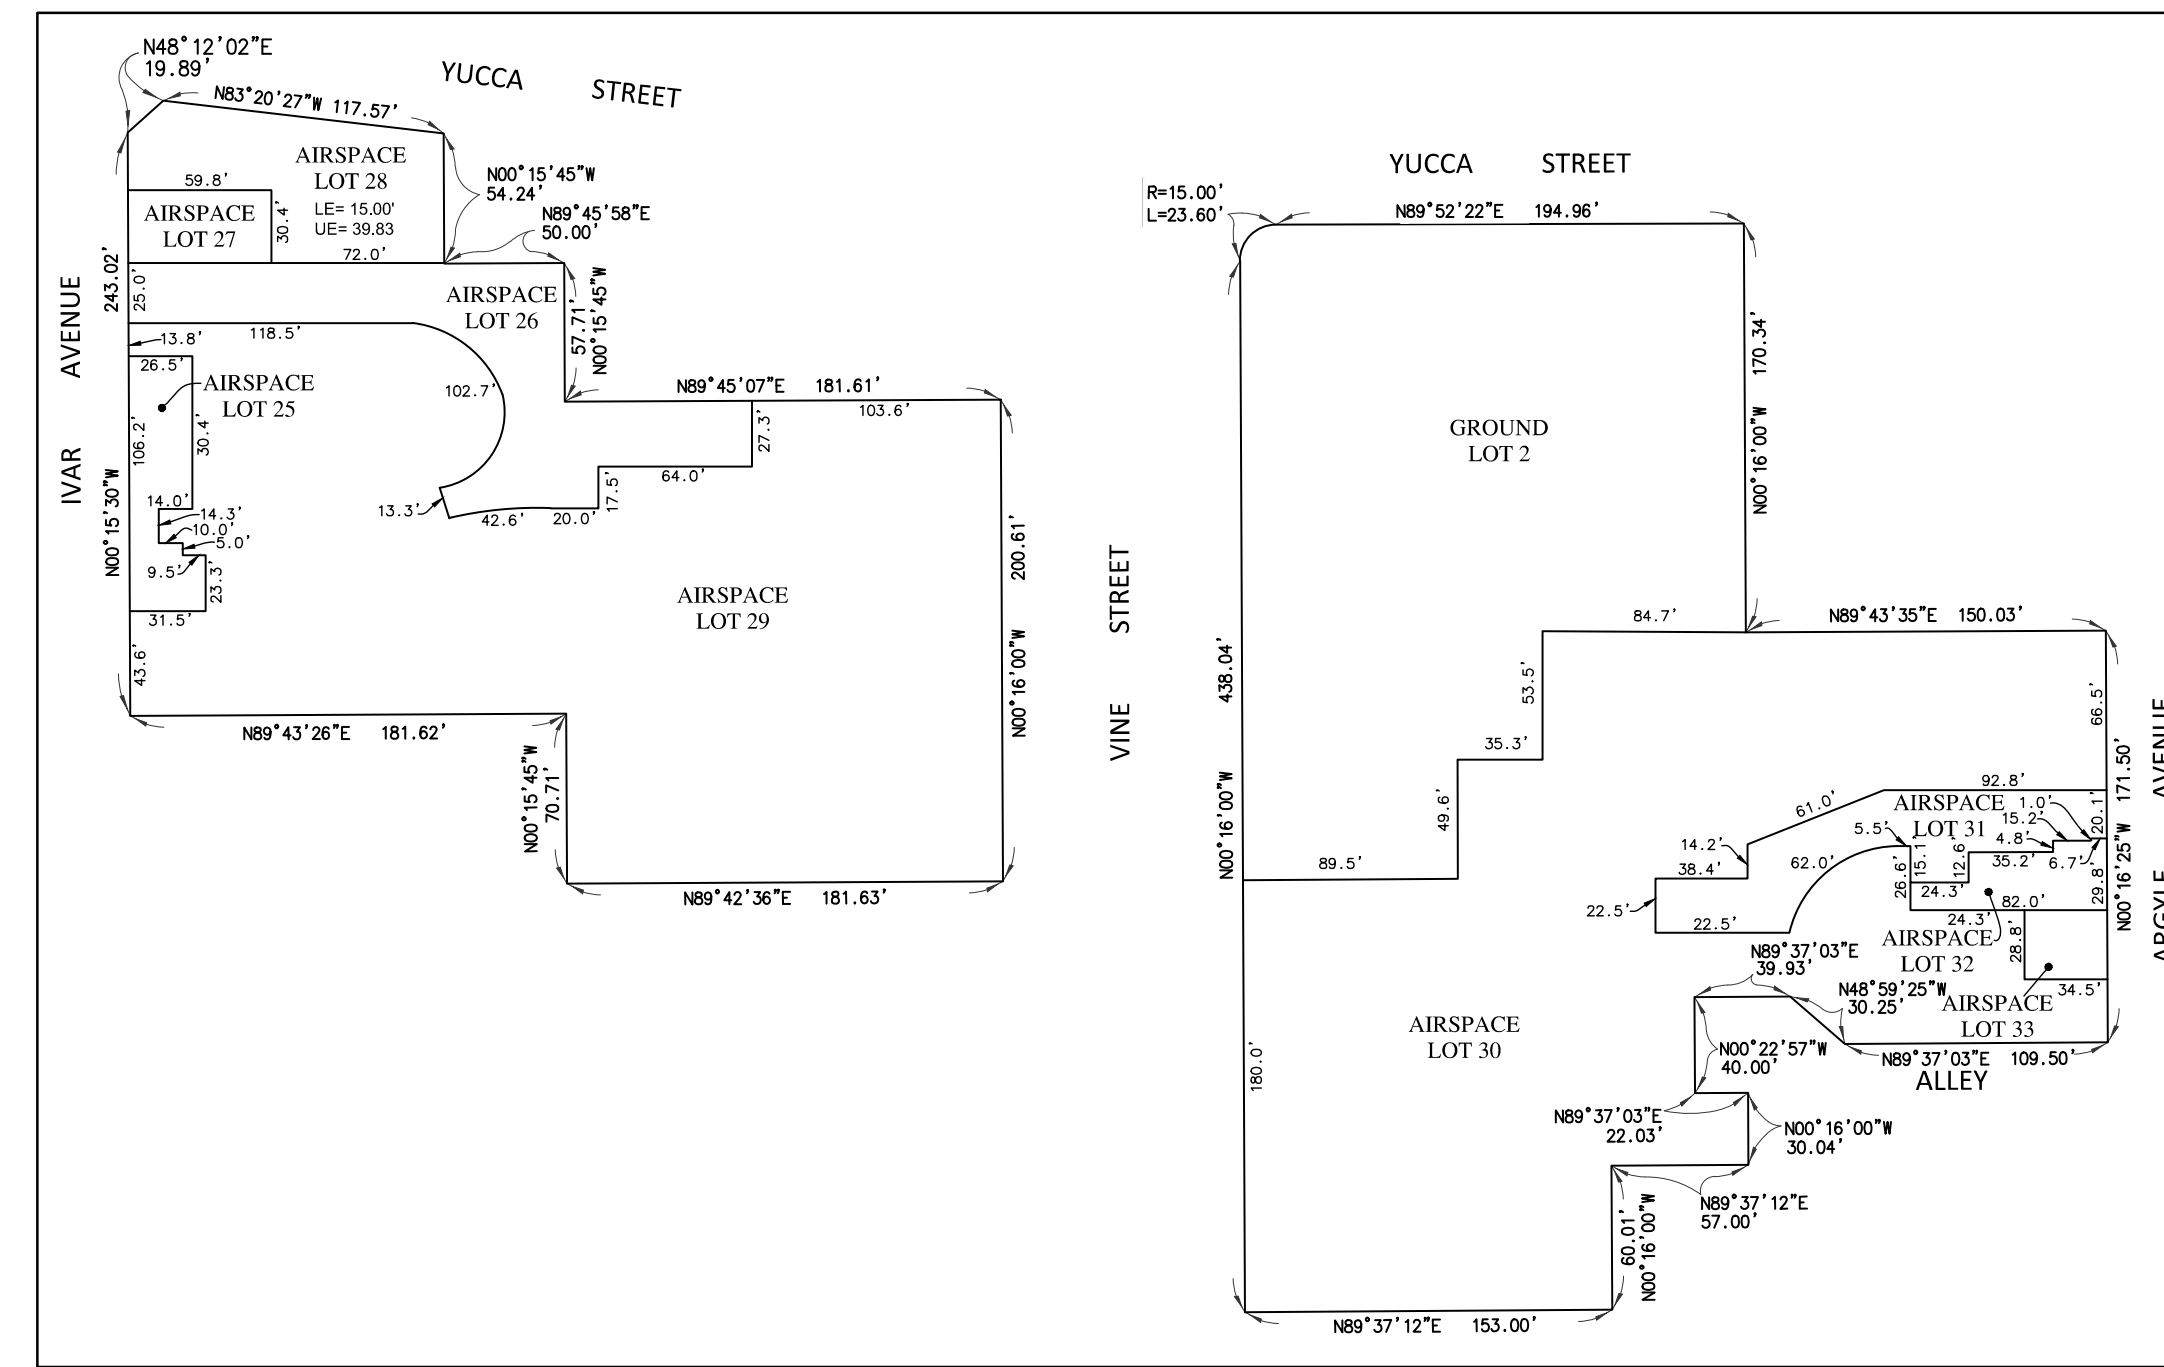 N48°12'02"E
19.89'
N83°20'27"W 117.57'
YUCCA STREET
AIRSPACE
LOT 28
LE= 15.00'
UE= 39.83
59.8'
AIRSPACE
LOT 27
30.4'
72.0'
N00°15'45"W
54.24'
N89°45'58"E
50.00'
IVAR AVENUE
N00°15'30"W 243.02'
25.0'
AIRSPACE
LOT 26
57.71'
N00°15'45"W
13.8'
118.5'
26.5'
AIRSPACE
LOT 25
102.7'
106.2'
30.4'
N89°45'07"E 181.61'
103.6'
27.3'
64.0'
17.5'
14.0'
14.3'
10.0'
5.0'
9.5'
23.3'
31.5'
43.6'
13.3'
42.6'
20.0'
AIRSPACE
LOT 29
200.61'
N00°16'00"W
N89°43'26"E 181.62'
N00°15'45"W
70.71'
N89°42'36"E 181.63'
VINE STREET
YUCCA STREET
R=15.00'
L=23.60'
N89°52'22"E 194.96'
GROUND
LOT 2
170.34'
N00°16'00"W
438.04'
N00°16'00"W
84.7'
N89°43'35"E 150.03'
53.5'
35.3'
49.6'
89.5'
66.5'
171.50'
N00°16'25"W
ARGYLE AVENUE
92.8'
61.0'
AIRSPACE
LOT 31
1.0'
15.2'
20.1'
14.2'
38.4'
5.5'
62.0'
4.8'
15.1'
12.6'
35.2'
6.7'
26.6'
24.3'
82.0'
29.8'
22.5'
22.5'
24.3'
28.8'
AIRSPACE
LOT 32
N89°37'03"E
39.93'
N48°59'25"W
30.25'
34.5'
AIRSPACE
LOT 33
AIRSPACE
LOT 30
180.0'
N00°22'57"W
40.00'
N89°37'03"E 109.50'
ALLEY
N89°37'03"E
22.03'
N00°16'00"W
30.04'
N89°37'12"E
57.00'
60.01'
N00°16'00"W
N89°37'12"E 153.00'